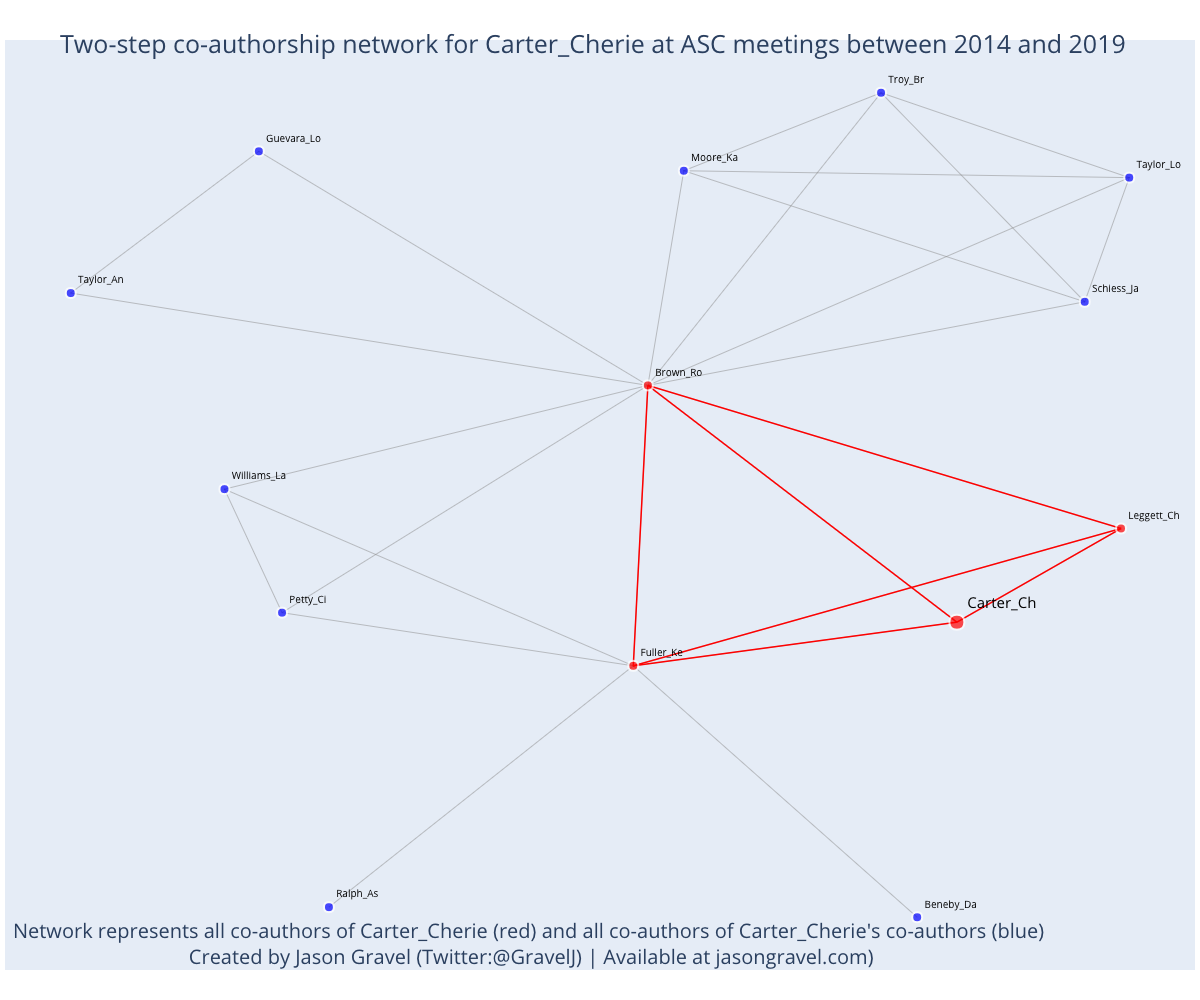 Two-step co-authorship network for Carter_Cherie at ASC meetings between 2014 and 2019
Troy_Br
Guevara_Lo
Moore_Ka
Taylor_Lo
Taylor_An
Schiess_Ja
Brown_Ro
Williams_La
Leggett_Ch
Petty_Ci
Carter_Ch
Fuller_Ke
Ralph_As
Beneby_Da
Network represents all co-authors of Carter_Cherie (red) and all co-authors of Carter_Cherie's co-authors (blue)
Created by Jason Gravel (Twitter:@GravelJ) | Available at jasongravel.com)